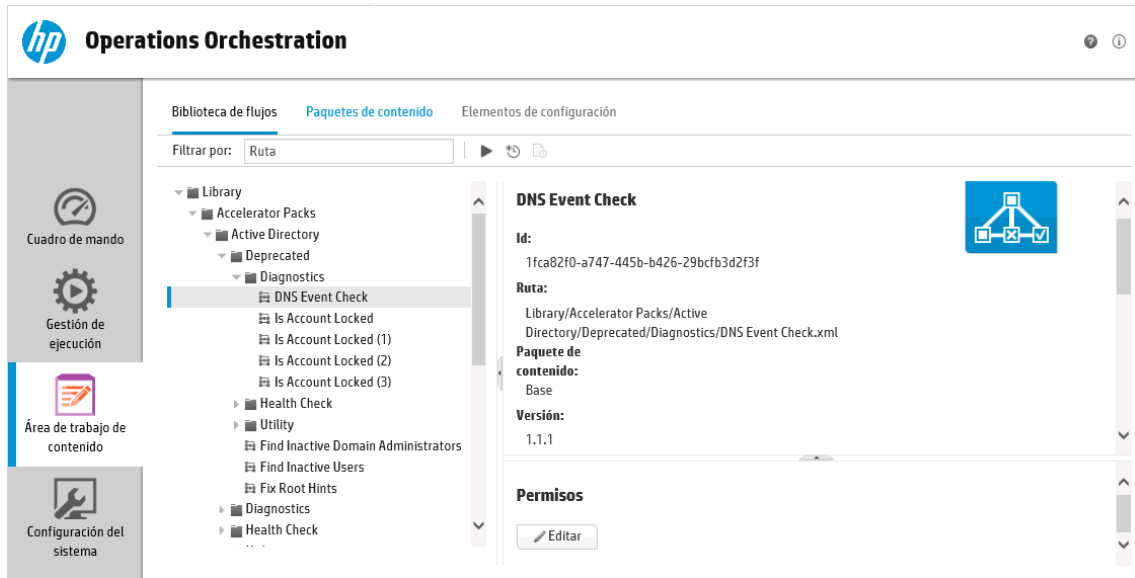 hp
Operations Orchestration
Biblioteca de flujos Paquetes de contenido Elementos de configuración
Filtrar por: Ruta
Cuadro de mando
Gestión de
ejecución
Área de trabajo de
contenido
Configuración del
sistema
Library
Accelerator Packs
Active Directory
Deprecated
Diagnostics
DNS Event Check
Is Account Locked
Is Account Locked (1)
Is Account Locked (2)
Is Account Locked (3)
Health Check
Utility
Find Inactive Domain Administrators
Find Inactive Users
Fix Root Hints
Diagnostics
Health Check
DNS Event Check
Id:
1fca82f0-a747-445b-b426-29bcfb3d2f3f
Ruta:
Library/Accelerator Packs/Active
Directory/Deprecated/Diagnostics/DNS Event Check.xml
Paquete de
contenido:
Base
Versión:
1.1.1
Permisos
Editar